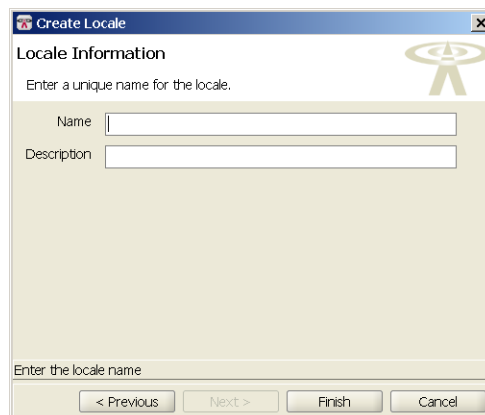 Create Locale
Locale Information
Enter a unique name for the locale.
Name
Description
Enter the locale name
< Previous Next > Finish Cancel